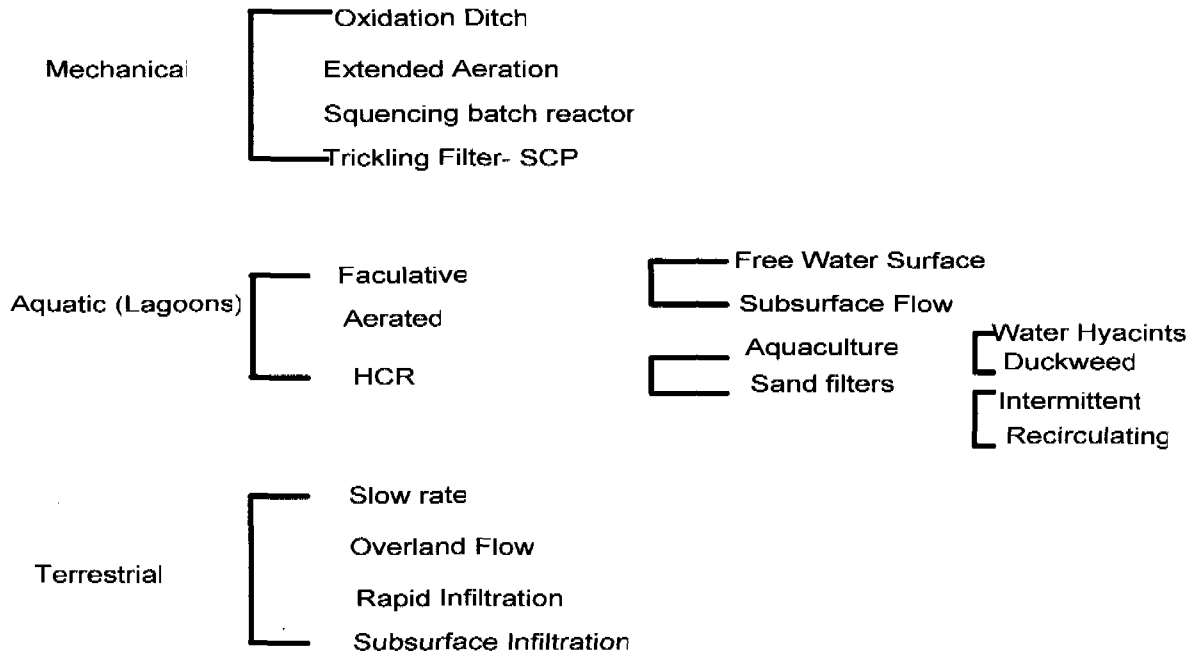 Mechanical
Oxidation Ditch
Extended Aeration
Squencing batch reactor
Trickling Filter- SCP
Aquatic (Lagoons)
Faculative
Aerated
HCR
Free Water Surface
Subsurface Flow
Aquaculture
Sand filters
Water Hyacints
Duckweed
Intermittent
Recirculating
Terrestrial
Slow rate
Overland Flow
Rapid Infiltration
Subsurface Infiltration